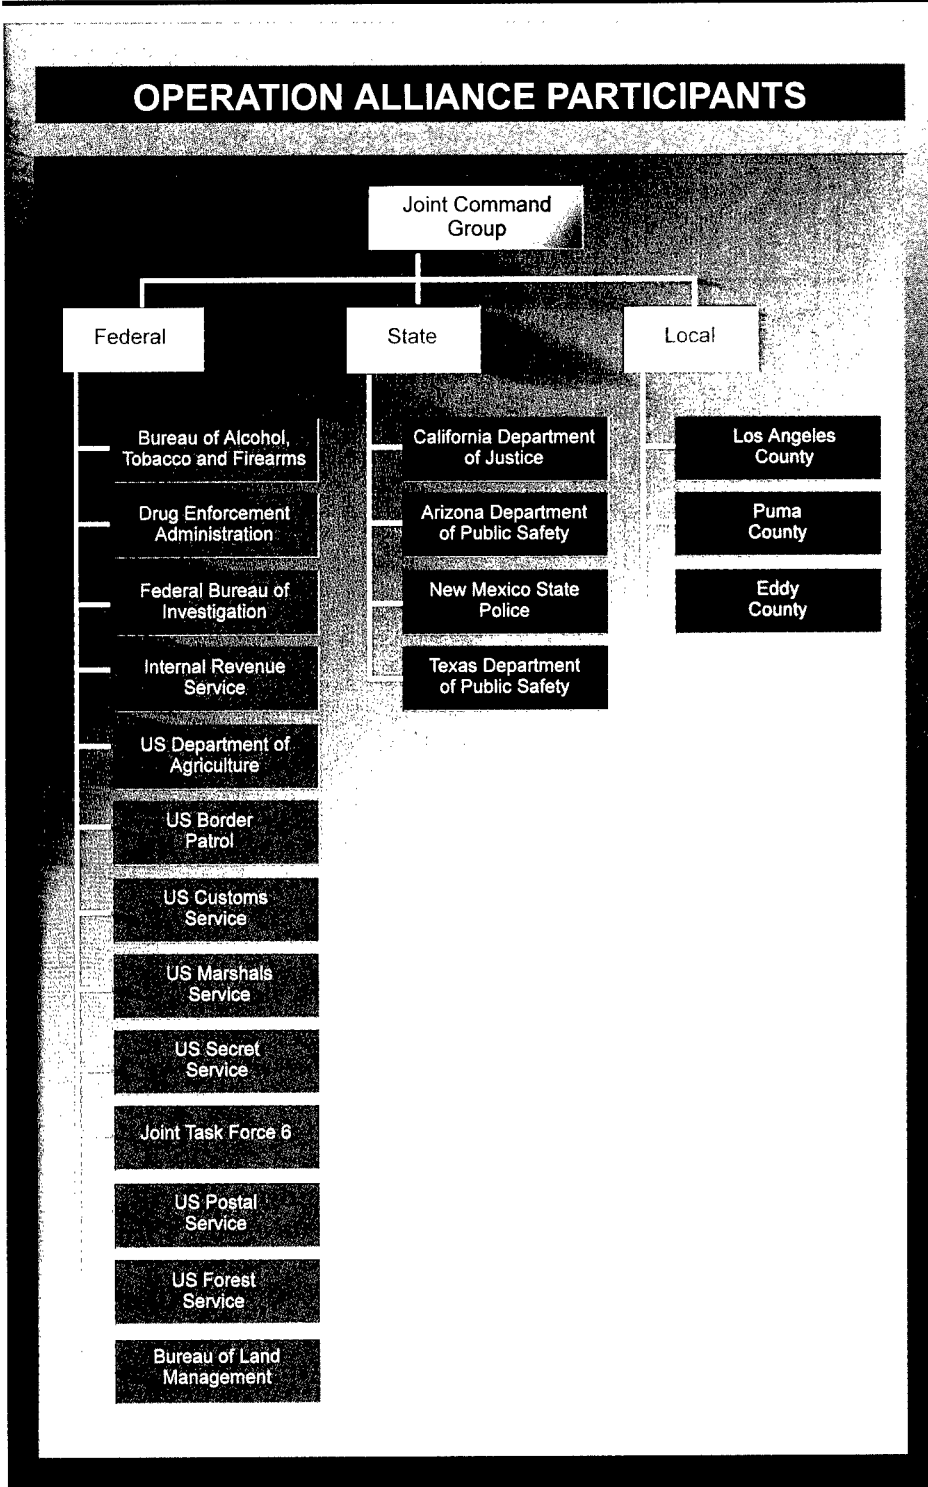 OPERATION ALLIANCE PARTICIPANTS
Joint Command
Group
Federal
State
Local
Bureau of Alcohol,
Tobacco and Firearms
Drug Enforcement
Administration
Federal Bureau of
Investigation
Internal Revenue
Service
US Department of
Agriculture
US Border
Patrol
US Customs
Service
US Marshals
Service
US Secret
Service
Joint Task Force 6
US Postal
Service
US Forest
Service
Bureau of Land
Management
California Department
of Justice
Arizona Department
of Public Safety
New Mexico State
Police
Texas Department
of Public Safety
Los Angeles
County
Puma
County
Eddy
County